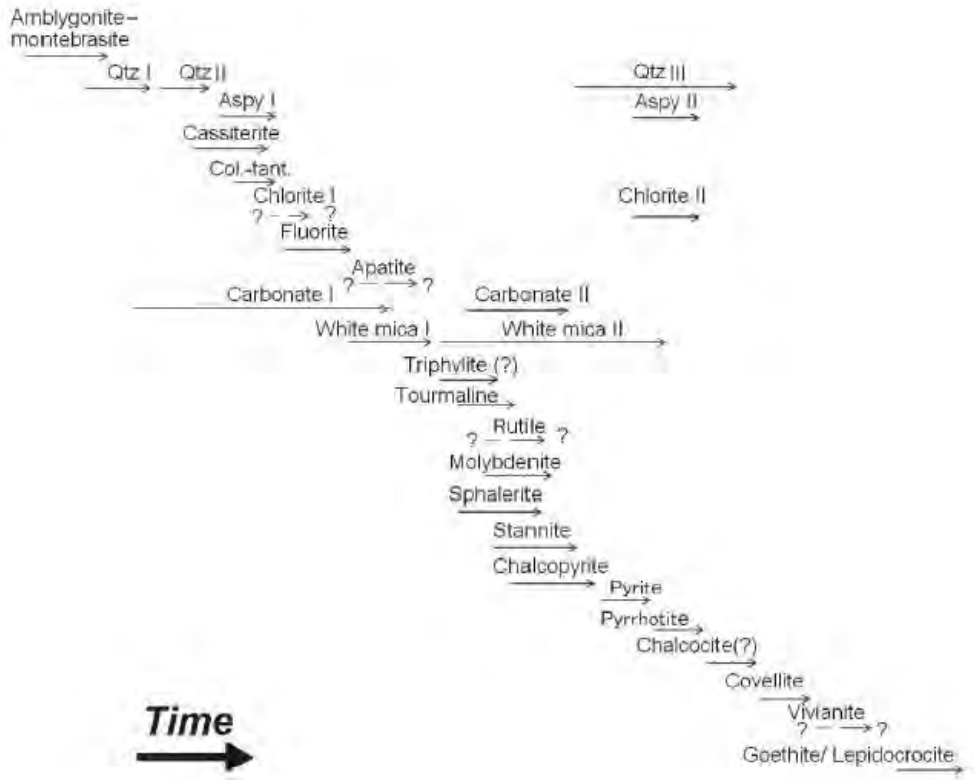 Amblygonite–
montebrasite
Qtz I Qtz II Qtz III
Aspy I Aspy II
Cassiterite
Col.-tant.
Chlorite I Chlorite II
? ?
Fluorite
Apatite
? ?
Carbonate I Carbonate II
White mica I White mica II
Triphylite (?)
Tourmaline
Rutile
? ?
Molybdenite
Sphalerite
Stannite
Chalcopyrite
Pyrite
Pyrrhotite
Chalcocite(?)
Covellite
Vivianite
? ?
Time
Goethite/ Lepidocrocite